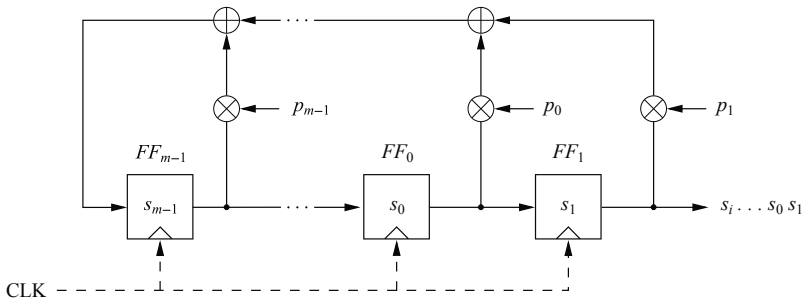 p_{m−1} p_0 p_1
FF_{m−1} FF_0 FF_1
s_{m−1} s_0 s_1 s_i . . . s_0 s_1
CLK